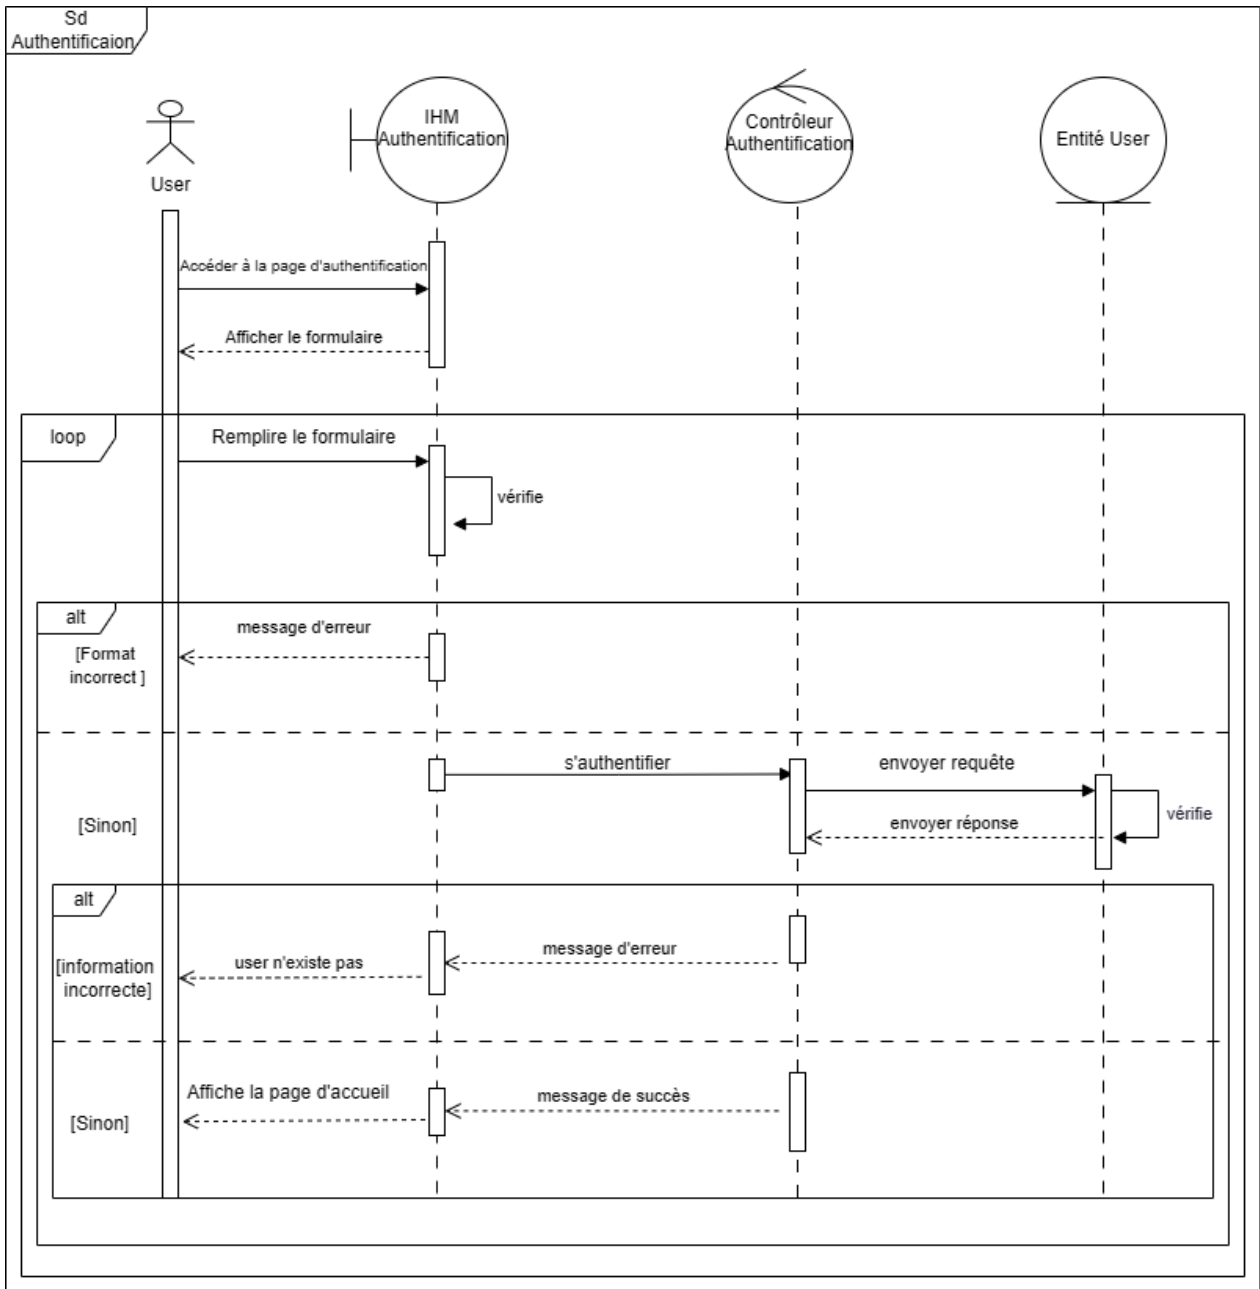 Sd
Authentificaion
IHM
Authentification
Contrôleur
Authentification
Entité User
User
Accéder à la page d'authentification
Afficher le formulaire
loop
Remplire le formulaire
vérifie
alt
message d'erreur
[Format
incorrect ]
s'authentifier
envoyer requête
vérifie
envoyer réponse
[Sinon]
alt
message d'erreur
user n'existe pas
[information
incorrecte]
Affiche la page d'accueil
message de succès
[Sinon]